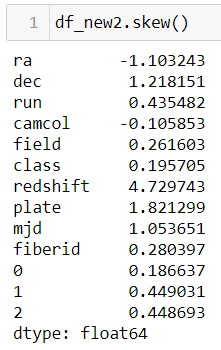 1 df_new2.skew()
ra -1.103243
dec 1.218151
run 0.435482
camcol -0.105853
field 0.261603
class 0.195705
redshift 4.729743
plate 1.821299
mjd 1.053651
fiberid 0.280397
0 0.186637
1 0.449031
2 0.448693
dtype: float64